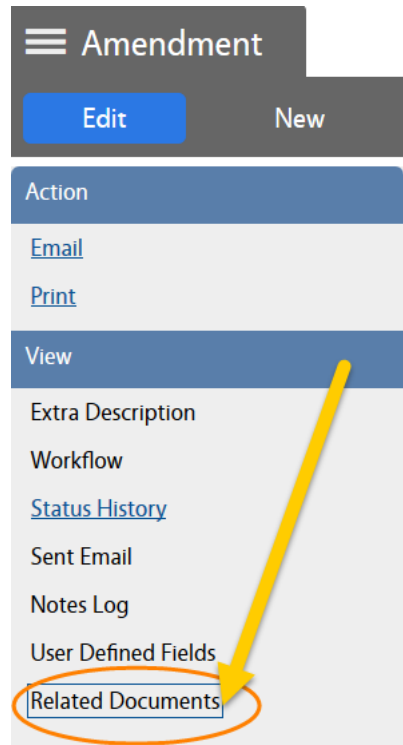 Amendment
Edit New
Action
Email
Print
View
Extra Description
Workflow
Status History
Sent Email
Notes Log
User Defined Fields
Related Documents